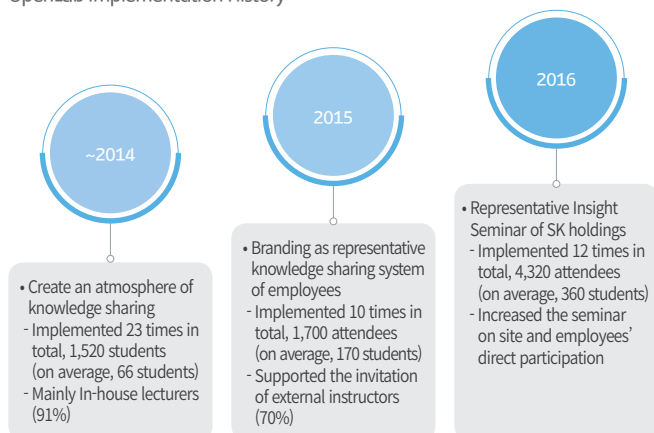 OpenLab Implementation History
~2014
• Create an atmosphere of
knowledge sharing
- Implemented 23 times in
total, 1,520 students
(on average, 66 students)
- Mainly In-house lecturers
(91%)
2015
• Branding as representative
knowledge sharing system
of employees
- Implemented 10 times in
total, 1,700 attendees
(on average, 170 students)
- Supported the invitation
of external instructors
(70%)
2016
• Representative Insight
Seminar of SK holdings
- Implemented 12 times in
total, 4,320 attendees
(on average, 360 students)
- Increased the seminar
on site and employees’
direct participation